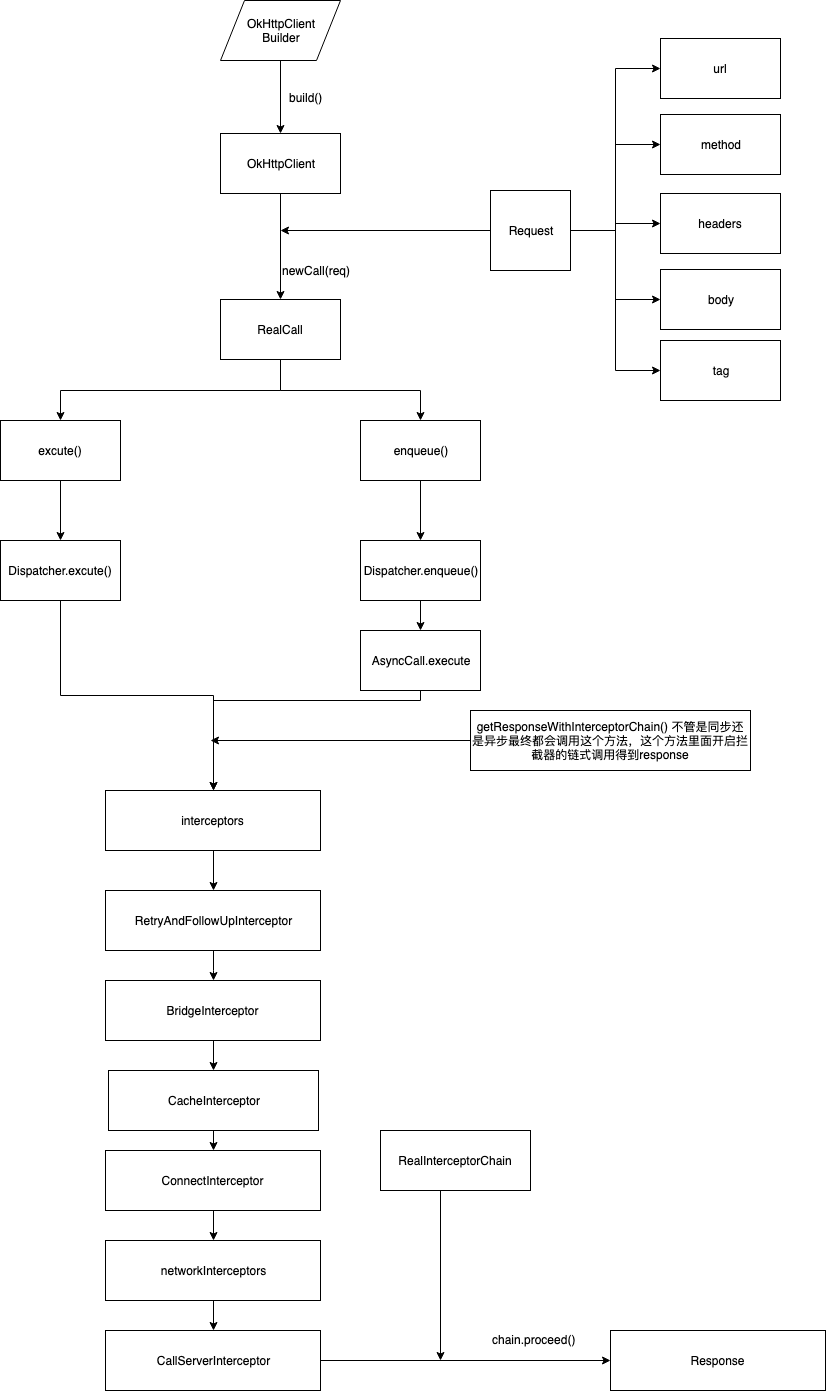 OkHttpClient
Builder
build()
OkHttpClient
url
method
headers
body
tag
Request
newCall(req)
RealCall
excute()
enqueue()
Dispatcher.excute()
Dispatcher.enqueue()
AsyncCall.execute
getResponseWithInterceptorChain() 不管是同步还
是异步最终都会调用这个方法，这个方法里面开启拦
截器的链式调用得到response
interceptors
RetryAndFollowUpInterceptor
BridgeInterceptor
CacheInterceptor
ConnectInterceptor
RealInterceptorChain
networkInterceptors
CallServerInterceptor
chain.proceed()
Response